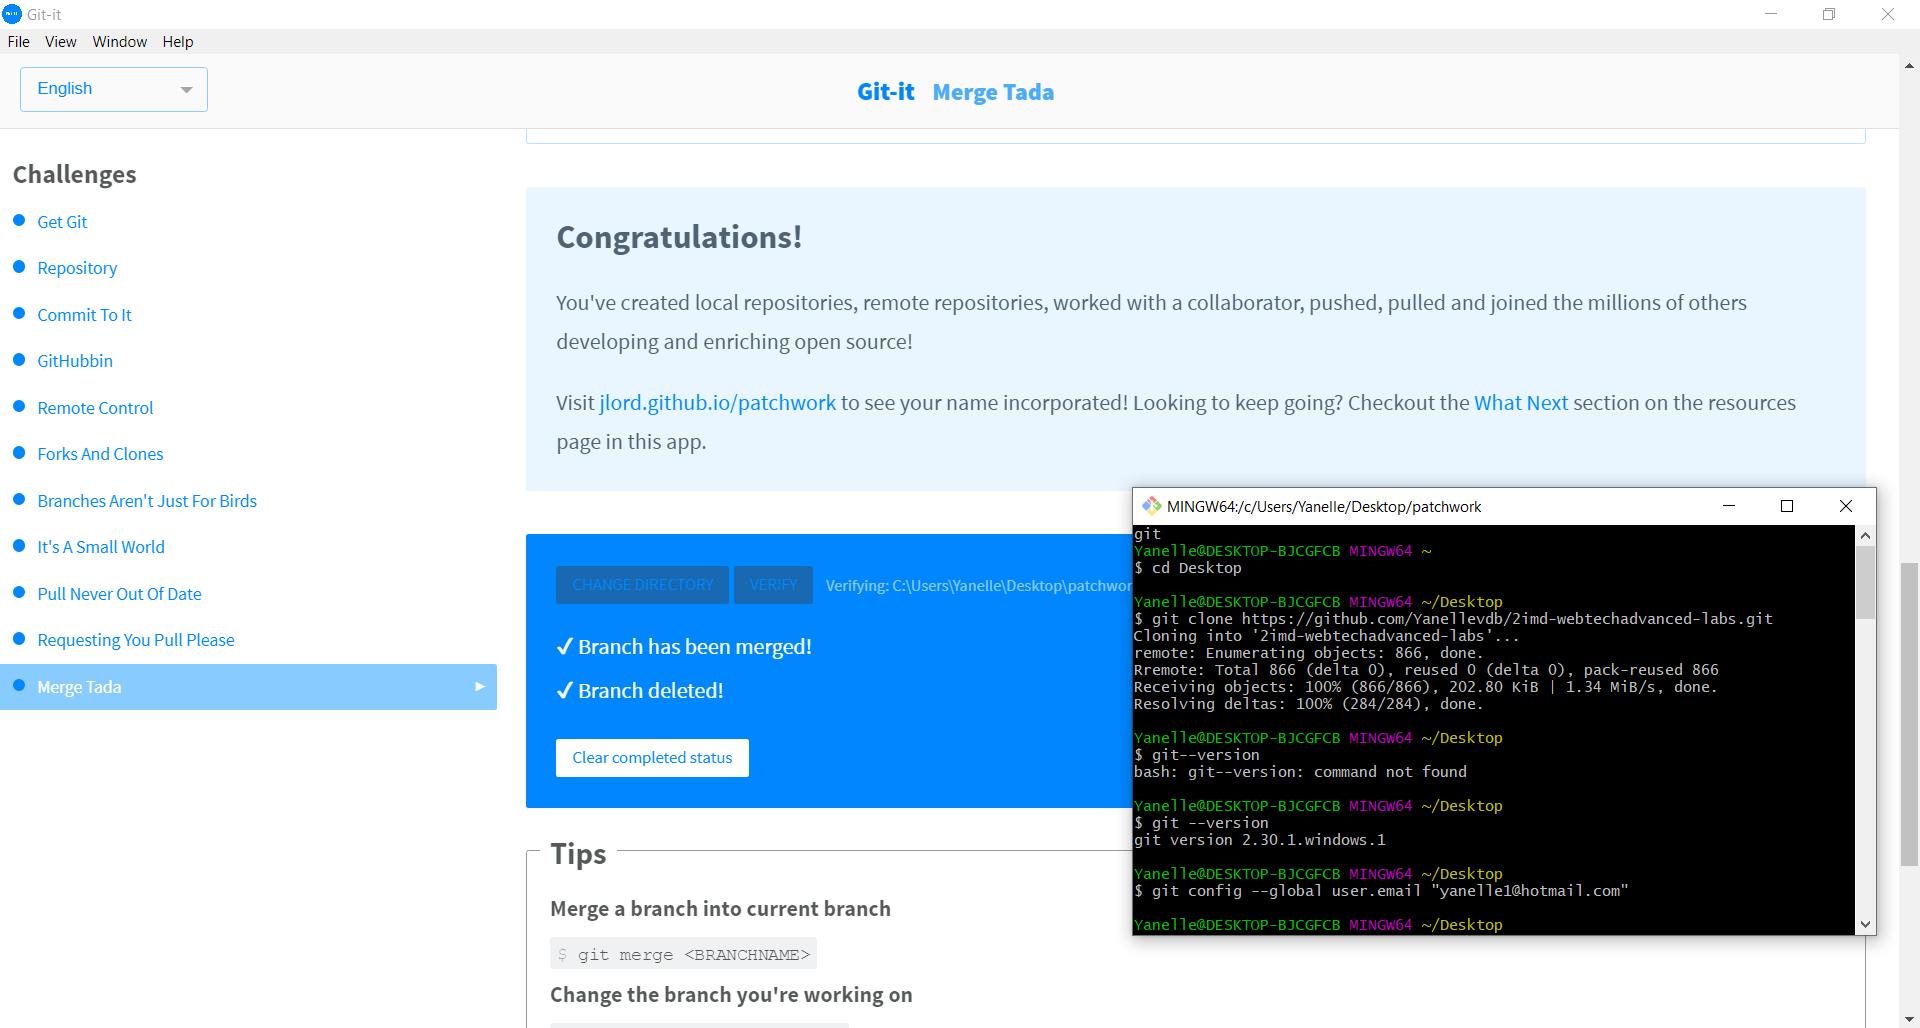 Git-it
File View Window Help
English
Git-it Merge Tada
Challenges
Get Git
Repository
Commit To It
GitHubbin
Remote Control
Forks And Clones
Branches Aren't Just For Birds
It's A Small World
Pull Never Out Of Date
Requesting You Pull Please
Merge Tada
Congratulations!
You've created local repositories, remote repositories, worked with a collaborator, pushed, pulled and joined the millions of others
developing and enriching open source!
Visit jlord.github.io/patchwork to see your name incorporated! Looking to keep going? Checkout the What Next section on the resources
page in this app.
CHANGE DIRECTORY VERIFY Verifying: C:\Users\Yanelle\Desktop\patchwor
✓ Branch has been merged!
✓ Branch deleted!
Clear completed status
Tips
Merge a branch into current branch
$ git merge <BRANCHNAME>
Change the branch you're working on
MINGW64:/c/Users/Yanelle/Desktop/patchwork
git
Yanelle@DESKTOP-BJCGFCB MINGW64 ~
$ cd Desktop
Yanelle@DESKTOP-BJCGFCB MINGW64 ~/Desktop
$ git clone https://github.com/Yanellevdb/2imd-webtechadvanced-labs.git
Cloning into '2imd-webtechadvanced-labs'...
remote: Enumerating objects: 866, done.
Rremote: Total 866 (delta 0), reused 0 (delta 0), pack-reused 866
Receiving objects: 100% (866/866), 202.80 KiB | 1.34 MiB/s, done.
Resolving deltas: 100% (284/284), done.
Yanelle@DESKTOP-BJCGFCB MINGW64 ~/Desktop
$ git--version
bash: git--version: command not found
Yanelle@DESKTOP-BJCGFCB MINGW64 ~/Desktop
$ git --version
git version 2.30.1.windows.1
Yanelle@DESKTOP-BJCGFCB MINGW64 ~/Desktop
$ git config --global user.email "yanelle1@hotmail.com"
Yanelle@DESKTOP-BJCGFCB MINGW64 ~/Desktop